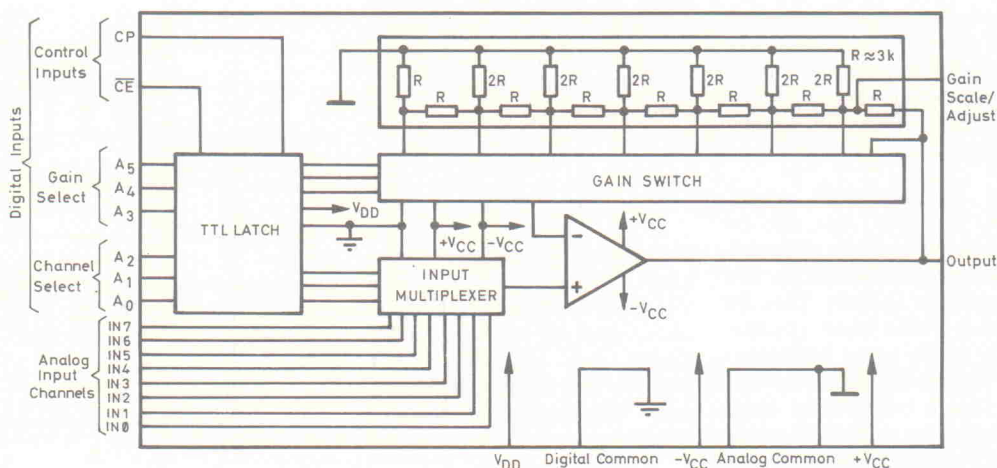 Digital Inputs
Control
Inputs
CP
CE
Gain
Select
A5
A4
A3
Channel
Select
A2
A1
A0
Analog
Input
Channels
IN7
IN6
IN5
IN4
IN3
IN2
IN1
INØ
TTL LATCH
VDD
R
2R
2R
2R
2R
2R
2R
R≈3k
R
R
R
R
R
R
R
Gain
Scale/
Adjust
GAIN SWITCH
+VCC
-VCC
INPUT
MULTIPLEXER
−
+
+VCC
-VCC
Output
VDD
Digital Common
-VCC
Analog Common
+VCC